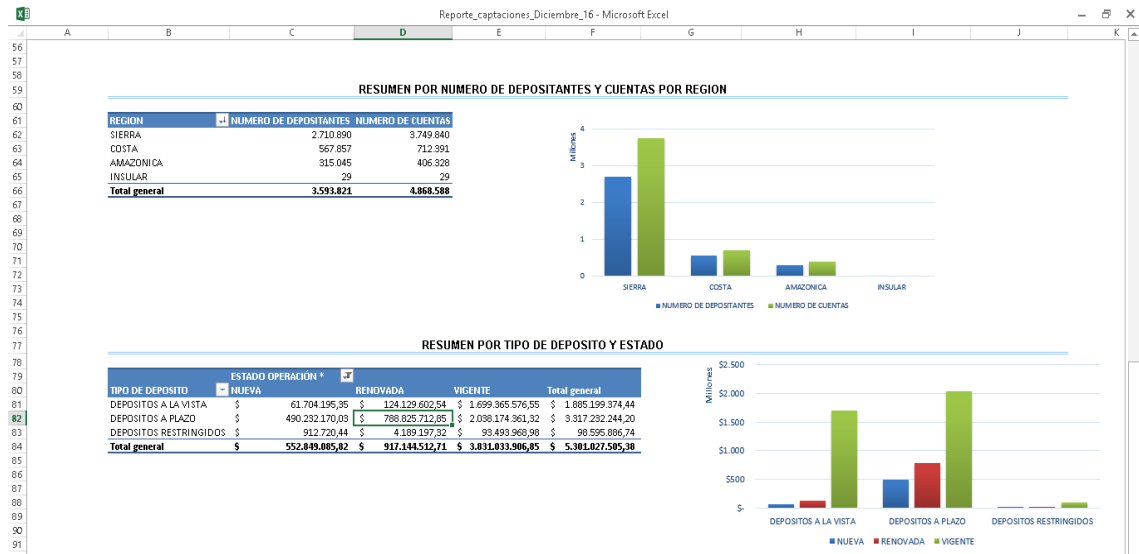 Reporte_captaciones_Diciembre_16 - Microsoft Excel
A B C D E F G H I J K
56
57
58
59 RESUMEN POR NUMERO DE DEPOSITANTES Y CUENTAS POR REGION
60
61 REGION NUMERO DE DEPOSITANTES NUMERO DE CUENTAS
62 SIERRA 2.710.890 3.749.840
63 COSTA 567.857 712.391
64 AMAZONICA 315.045 406.328
65 INSULAR 29 29
66 Total general 3.593.821 4.868.588
67
68
69
70
71
72
73
74
75
76
Millones
4
3
2
1
0
SIERRA COSTA AMAZONICA INSULAR
NUMERO DE DEPOSITANTES NUMERO DE CUENTAS
77 RESUMEN POR TIPO DE DEPOSITO Y ESTADO
78
79 ESTADO OPERACIÓN *
80 TIPO DE DEPOSITO NUEVA RENOVADA VIGENTE Total general
81 DEPOSITOS A LA VISTA $ 61.704.195,35 $ 124.129.602,54 $ 1.699.365.576,55 $ 1.885.199.374,44
82 DEPOSITOS A PLAZO $ 490.232.170,03 $ 788.825.712,85 $ 2.038.174.361,32 $ 3.317.232.244,20
83 DEPOSITOS RESTRINGIDOS $ 912.720,44 $ 4.189.197,32 $ 93.493.968,98 $ 98.595.886,74
84 Total general $ 552.849.085,82 $ 917.144.512,71 $ 3.831.033.906,85 $ 5.301.027.505,38
85
86
87
88
89
90
91
Millones
$2.500
$2.000
$1.500
$1.000
$500
$-
DEPOSITOS A LA VISTA DEPOSITOS A PLAZO DEPOSITOS RESTRINGIDOS
NUEVA RENOVADA VIGENTE